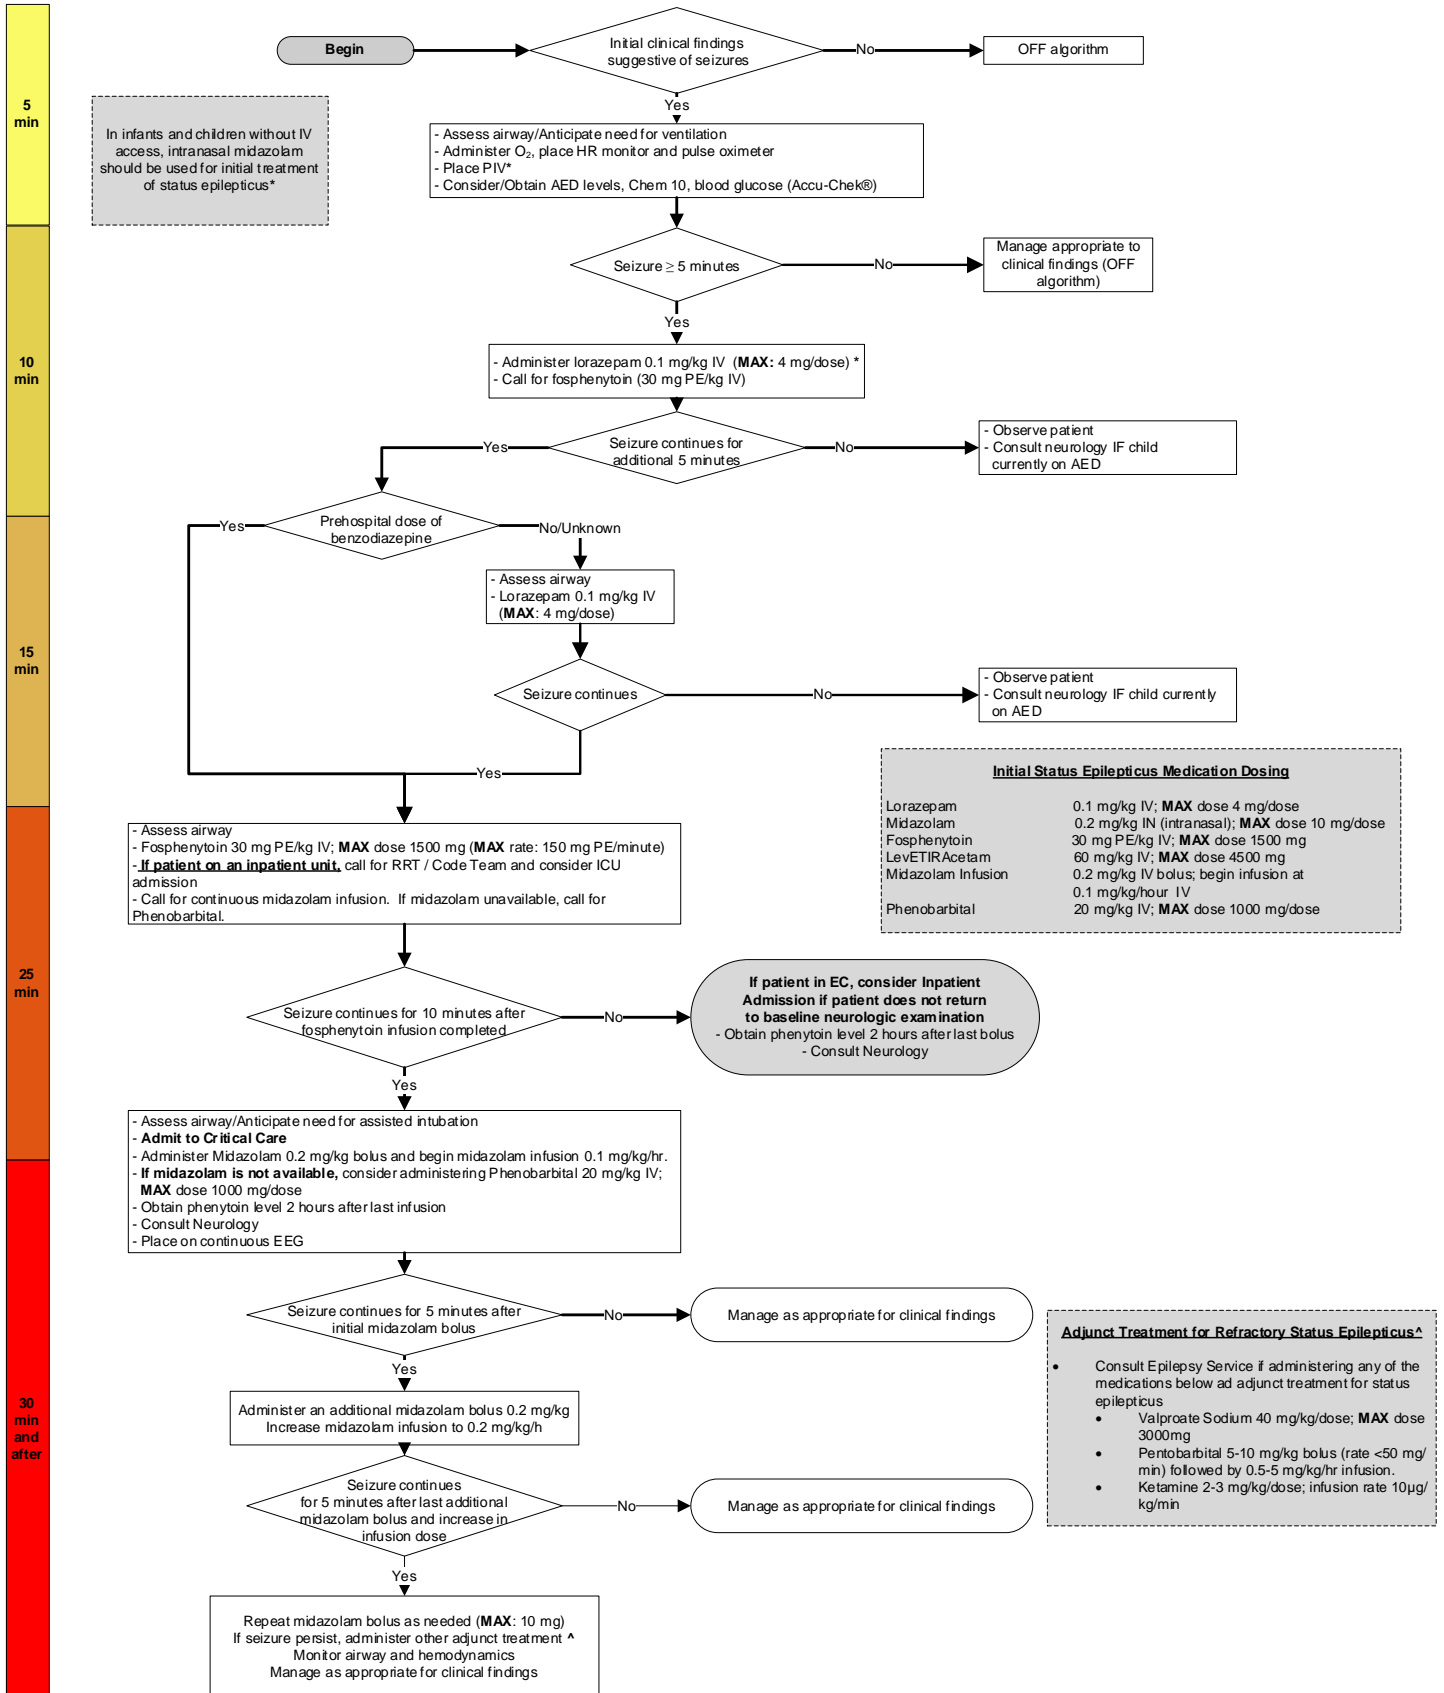 Begin
Initial clinical findings
suggestive of seizures
No
OFF algorithm
5
min
Yes
In infants and children without IV
access, intranasal midazolam
should be used for initial treatment
of status epilepticus*
- Assess airway/Anticipate need for ventilation
- Administer O₂, place HR monitor and pulse oximeter
- Place PIV*
- Consider/Obtain AED levels, Chem 10, blood glucose (Accu-Chek®)
Seizure ≥ 5 minutes
No
Manage appropriate to
clinical findings (OFF
algorithm)
Yes
10
min
- Administer lorazepam 0.1 mg/kg IV (MAX: 4 mg/dose) *
- Call for fosphenytoin (30 mg PE/kg IV)
Yes
Seizure continues for
additional 5 minutes
No
- Observe patient
- Consult neurology IF child
currently on AED
Yes
Prehospital dose of
benzodiazepine
No/Unknown
- Assess airway
- Lorazepam 0.1 mg/kg IV
(MAX: 4 mg/dose)
15
min
Seizure continues
No
- Observe patient
- Consult neurology IF child currently
on AED
Yes
Initial Status Epilepticus Medication Dosing
Lorazepam 0.1 mg/kg IV; MAX dose 4 mg/dose
Midazolam 0.2 mg/kg IN (intranasal); MAX dose 10 mg/dose
Fosphenytoin 30 mg PE/kg IV; MAX dose 1500 mg
LevETIRAcetam 60 mg/kg IV; MAX dose 4500 mg
Midazolam Infusion 0.2 mg/kg IV bolus; begin infusion at
0.1 mg/kg/hour IV
Phenobarbital 20 mg/kg IV; MAX dose 1000 mg/dose
- Assess airway
- Fosphenytoin 30 mg PE/kg IV; MAX dose 1500 mg (MAX rate: 150 mg PE/minute)
- If patient on an inpatient unit, call for RRT / Code Team and consider ICU
admission
- Call for continuous midazolam infusion. If midazolam unavailable, call for
Phenobarbital.
25
min
Seizure continues for 10 minutes after
fosphenytoin infusion completed
No
If patient in EC, consider Inpatient
Admission if patient does not return
to baseline neurologic examination
- Obtain phenytoin level 2 hours after last bolus
- Consult Neurology
Yes
- Assess airway/Anticipate need for assisted intubation
- Admit to Critical Care
- Administer Midazolam 0.2 mg/kg bolus and begin midazolam infusion 0.1 mg/kg/hr.
- If midazolam is not available, consider administering Phenobarbital 20 mg/kg IV;
MAX dose 1000 mg/dose
- Obtain phenytoin level 2 hours after last infusion
- Consult Neurology
- Place on continuous EEG
Seizure continues for 5 minutes after
initial midazolam bolus
No
Manage as appropriate for clinical findings
Yes
30
min
and
after
Administer an additional midazolam bolus 0.2 mg/kg
Increase midazolam infusion to 0.2 mg/kg/h
Adjunct Treatment for Refractory Status Epilepticus^
• Consult Epilepsy Service if administering any of the
medications below ad adjunct treatment for status
epilepticus
• Valproate Sodium 40 mg/kg/dose; MAX dose
3000mg
• Pentobarbital 5-10 mg/kg bolus (rate <50 mg/
min) followed by 0.5-5 mg/kg/hr infusion.
• Ketamine 2-3 mg/kg/dose; infusion rate 10µg/
kg/min
Seizure continues
for 5 minutes after last additional
midazolam bolus and increase in
infusion dose
No
Manage as appropriate for clinical findings
Yes
Repeat midazolam bolus as needed (MAX: 10 mg)
If seizure persist, administer other adjunct treatment ^
Monitor airway and hemodynamics
Manage as appropriate for clinical findings